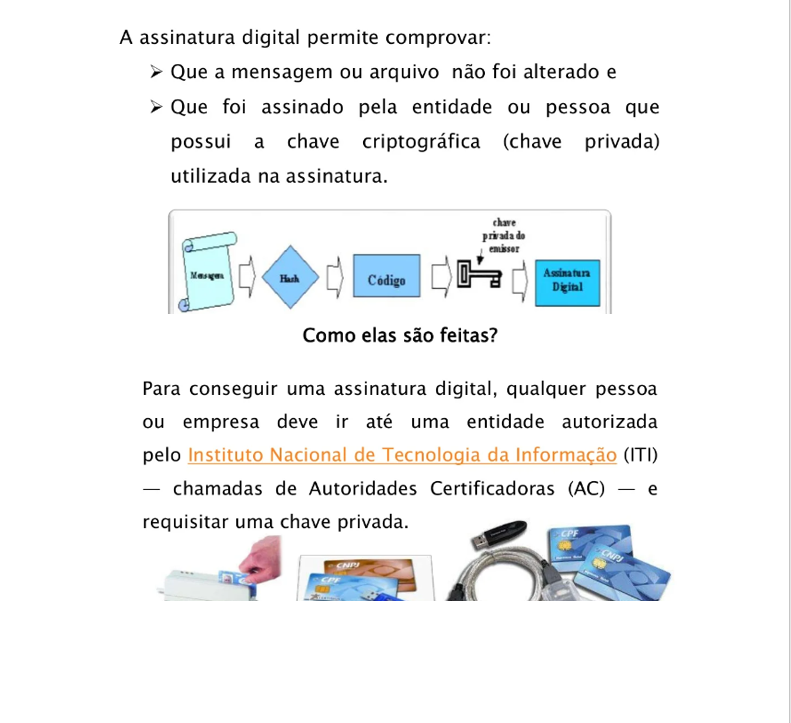 A assinatura digital permite comprovar:
➢ Que a mensagem ou arquivo não foi alterado e
➢ Que foi assinado pela entidade ou pessoa que
possui a chave criptográfica (chave privada)
utilizada na assinatura.
chave
privada do
emissor
Mensagem
Hash
Código
Assinatura
Digital
Como elas são feitas?
Para conseguir uma assinatura digital, qualquer pessoa
ou empresa deve ir até uma entidade autorizada
pelo Instituto Nacional de Tecnologia da Informação (ITI)
— chamadas de Autoridades Certificadoras (AC) — e
requisitar uma chave privada.
CNPJ
CPF
CPF
CNPJ